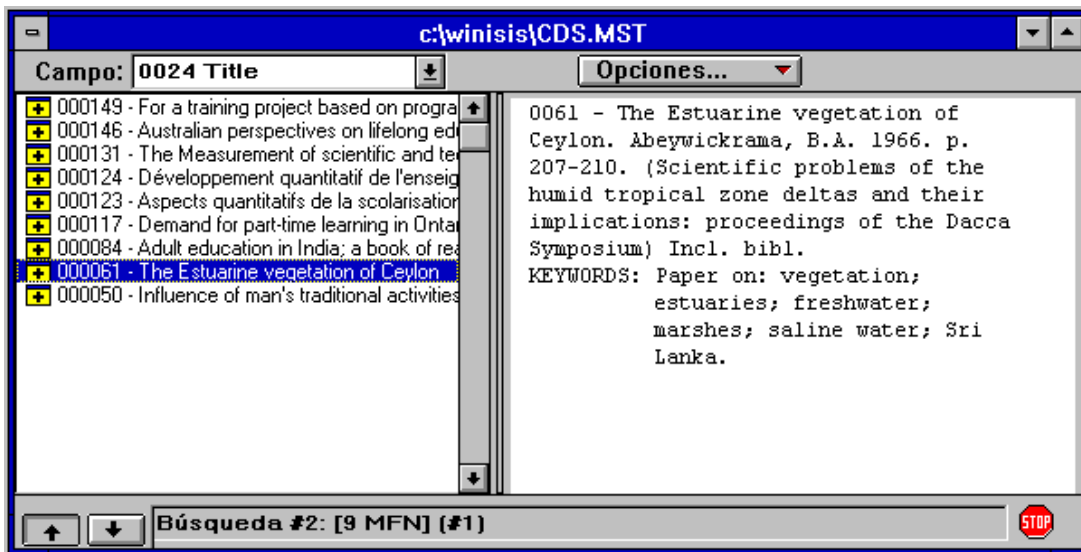 c:\winisis\CDS.MST
Campo: 0024 Title
Opciones...
000149 - For a training project based on progra
000146 - Australian perspectives on lifelong edu
000131 - The Measurement of scientific and te
000124 - Développement quantitatif de l'enseig
000123 - Aspects quantitatifs de la scolarisation
000117 - Demand for part-time learning in Ontar
000084 - Adult education in India; a book of rea
000061 - The Estuarine vegetation of Ceylon
000050 - Influence of man's traditional activities
0061 - The Estuarine vegetation of
Ceylon. Abeywickrama, B.A. 1966. p.
207-210. (Scientific problems of the
humid tropical zone deltas and their
implications: proceedings of the Dacca
Symposium) Incl. bibl.
KEYWORDS: Paper on: vegetation;
estuaries; freshwater;
marshes; saline water; Sri
Lanka.
Búsqueda #2: [9 MFN] (#1)
STOP